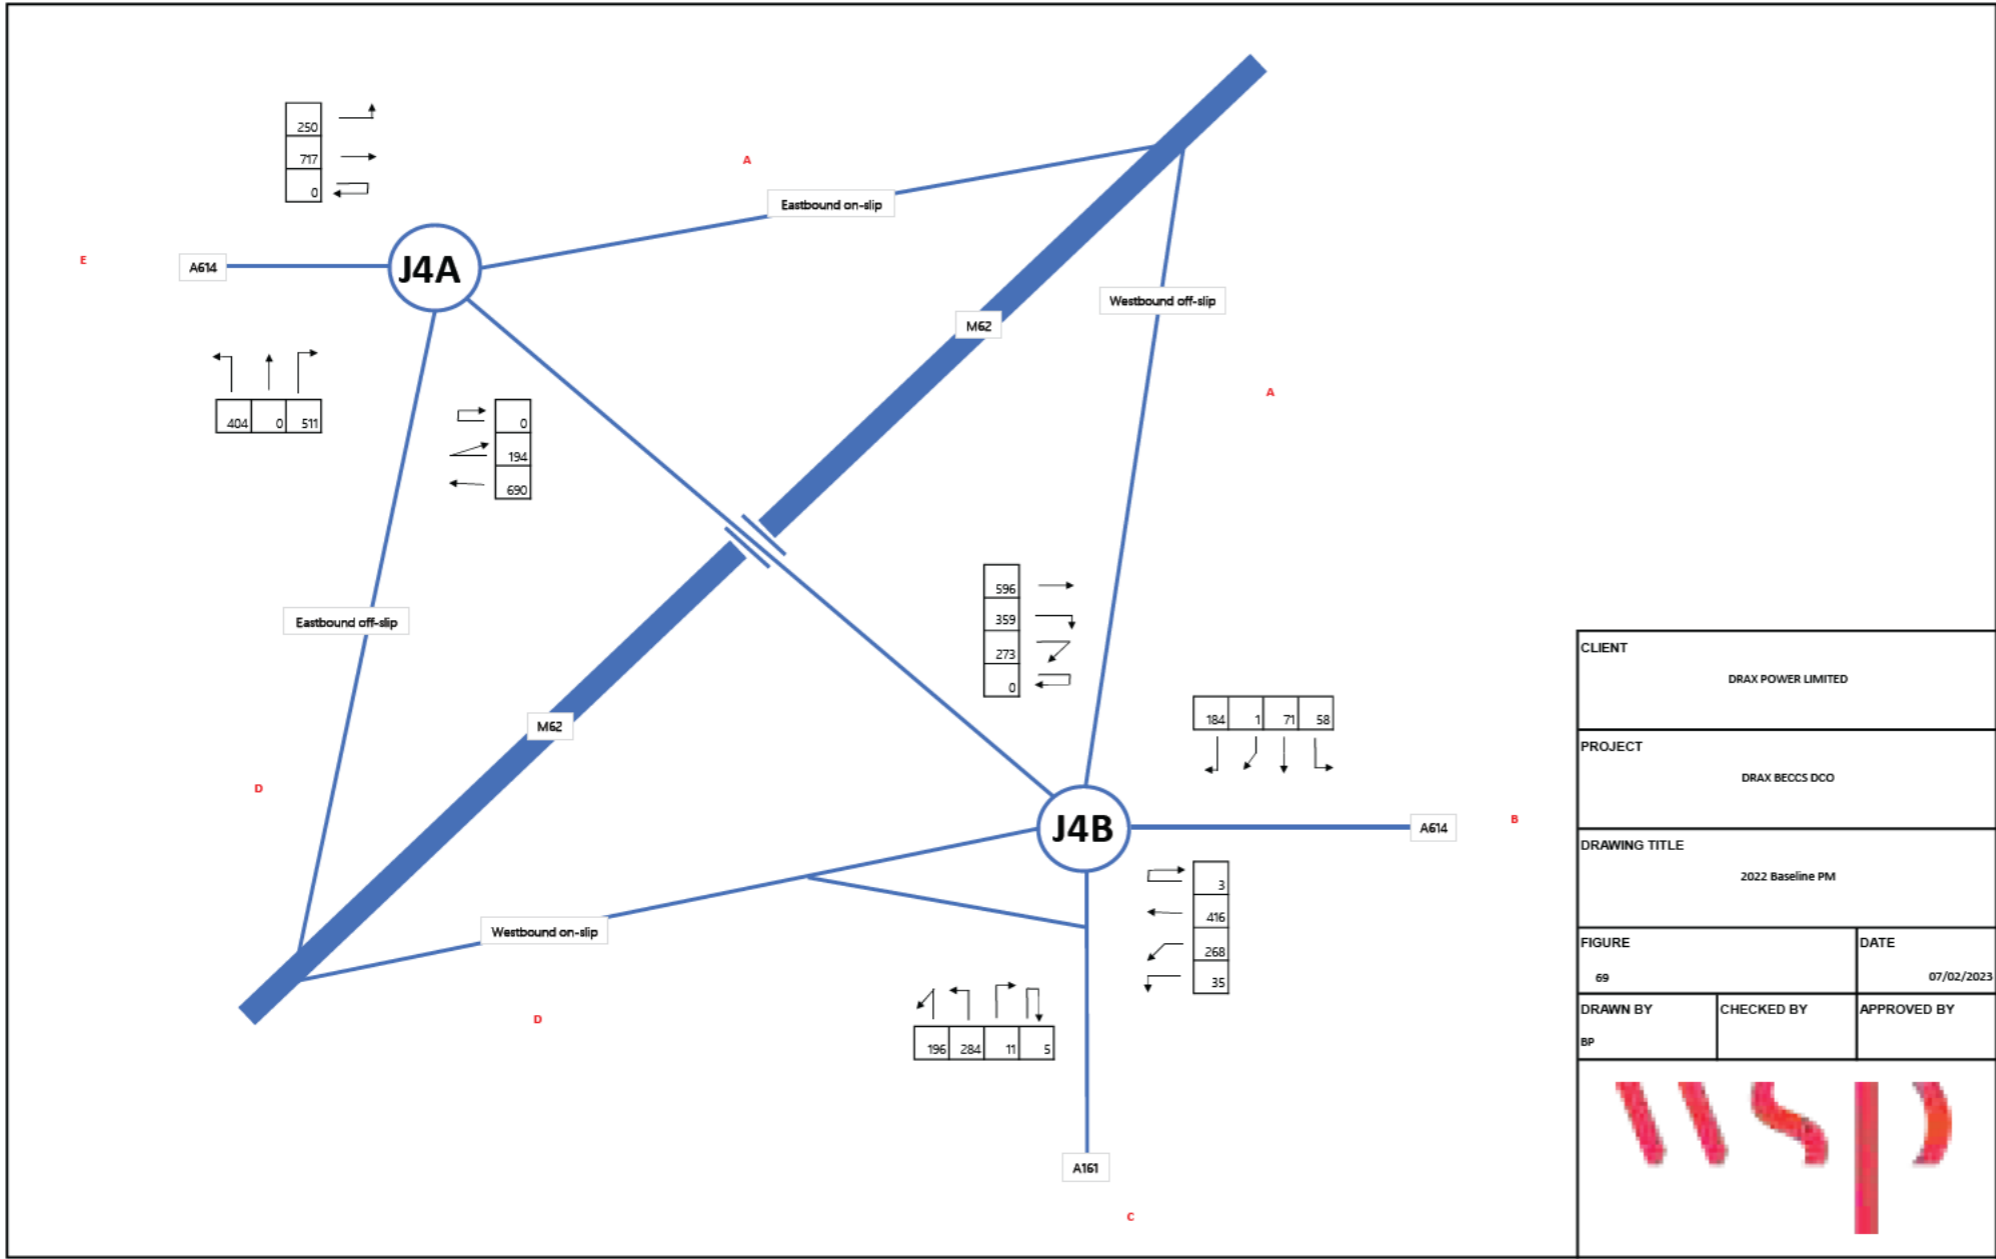 250
717
0
A
Eastbound on-slip
E
A614
J4A
Westbound off-slip
M62
A
404 0 511
0
194
690
596
359
273
0
Eastbound off-slip
184 1 71 58
M62
D
J4B
A614
B
3
416
268
35
Westbound on-slip
D
196 284 11 5
A161
C
CLIENT
DRAX POWER LIMITED
PROJECT
DRAX BECCS DCO
DRAWING TITLE
2022 Baseline PM
FIGURE
69
DATE
07/02/2023
DRAWN BY
BP
CHECKED BY
APPROVED BY
wsp